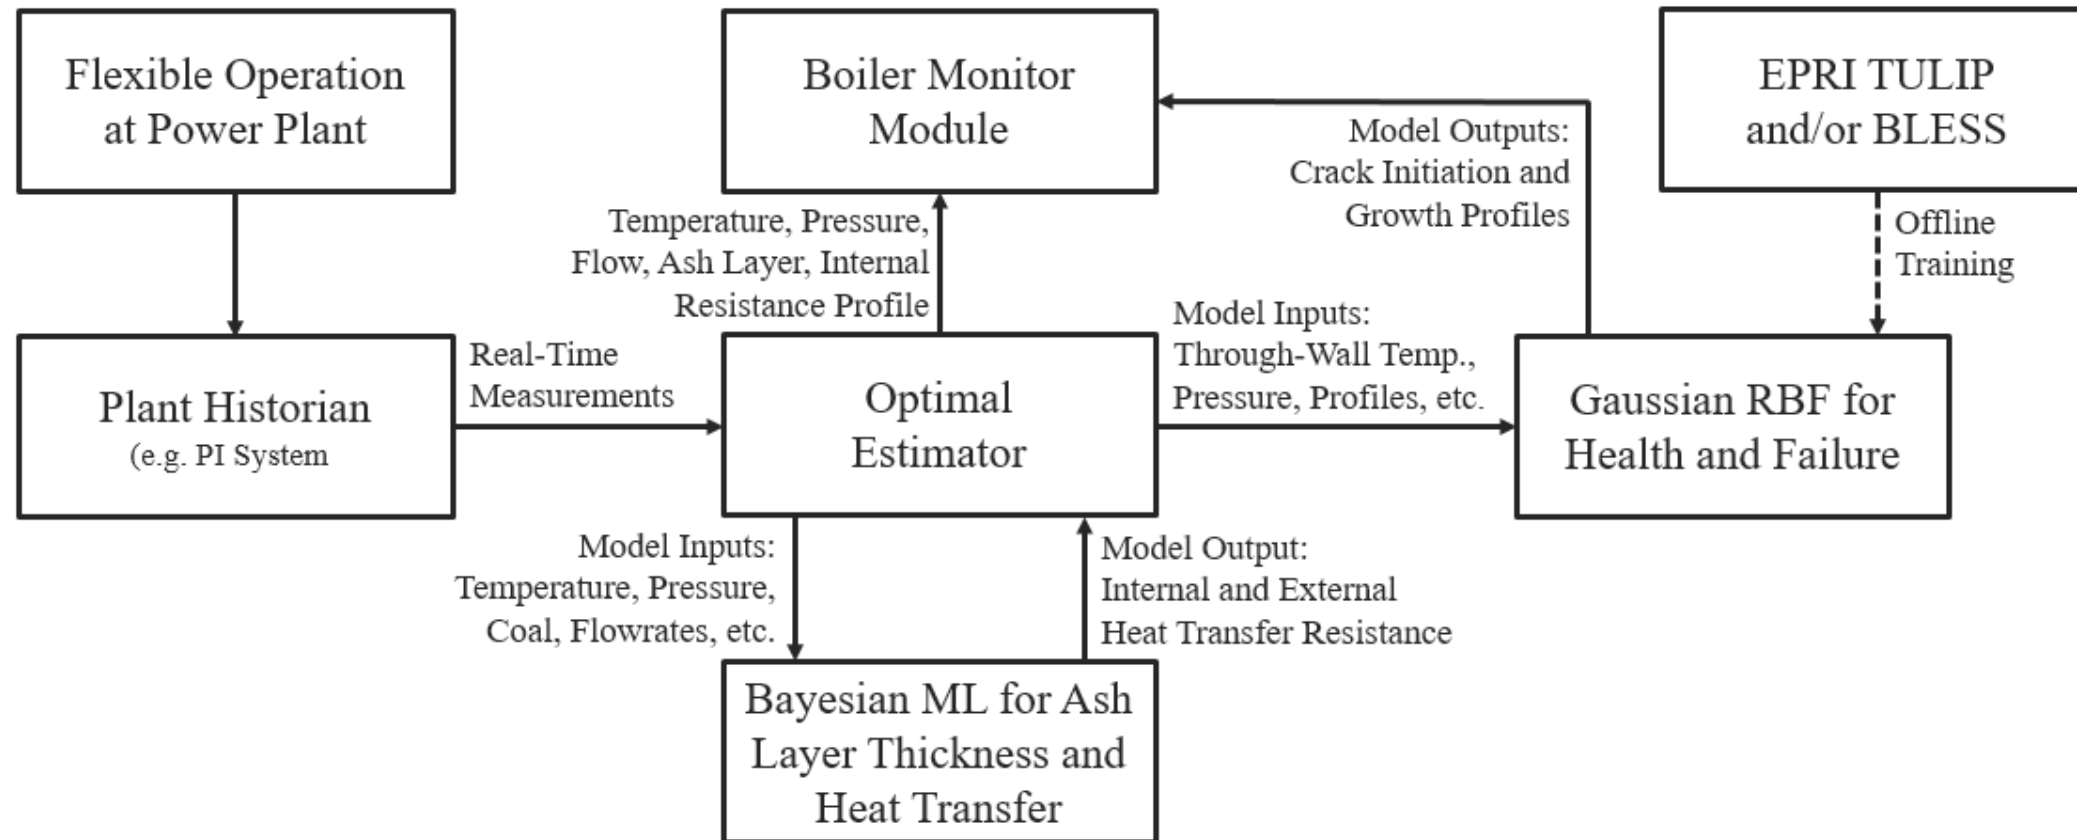 Flexible Operation
at Power Plant
Boiler Monitor
Module
EPRI TULIP
and/or BLESS
Model Outputs:
Crack Initiation and
Growth Profiles
Offline
Training
Temperature, Pressure,
Flow, Ash Layer, Internal
Resistance Profile
Plant Historian
(e.g. PI System
Real-Time
Measurements
Optimal
Estimator
Model Inputs:
Through-Wall Temp.,
Pressure, Profiles, etc.
Gaussian RBF for
Health and Failure
Model Inputs:
Temperature, Pressure,
Coal, Flowrates, etc.
Model Output:
Internal and External
Heat Transfer Resistance
Bayesian ML for Ash
Layer Thickness and
Heat Transfer